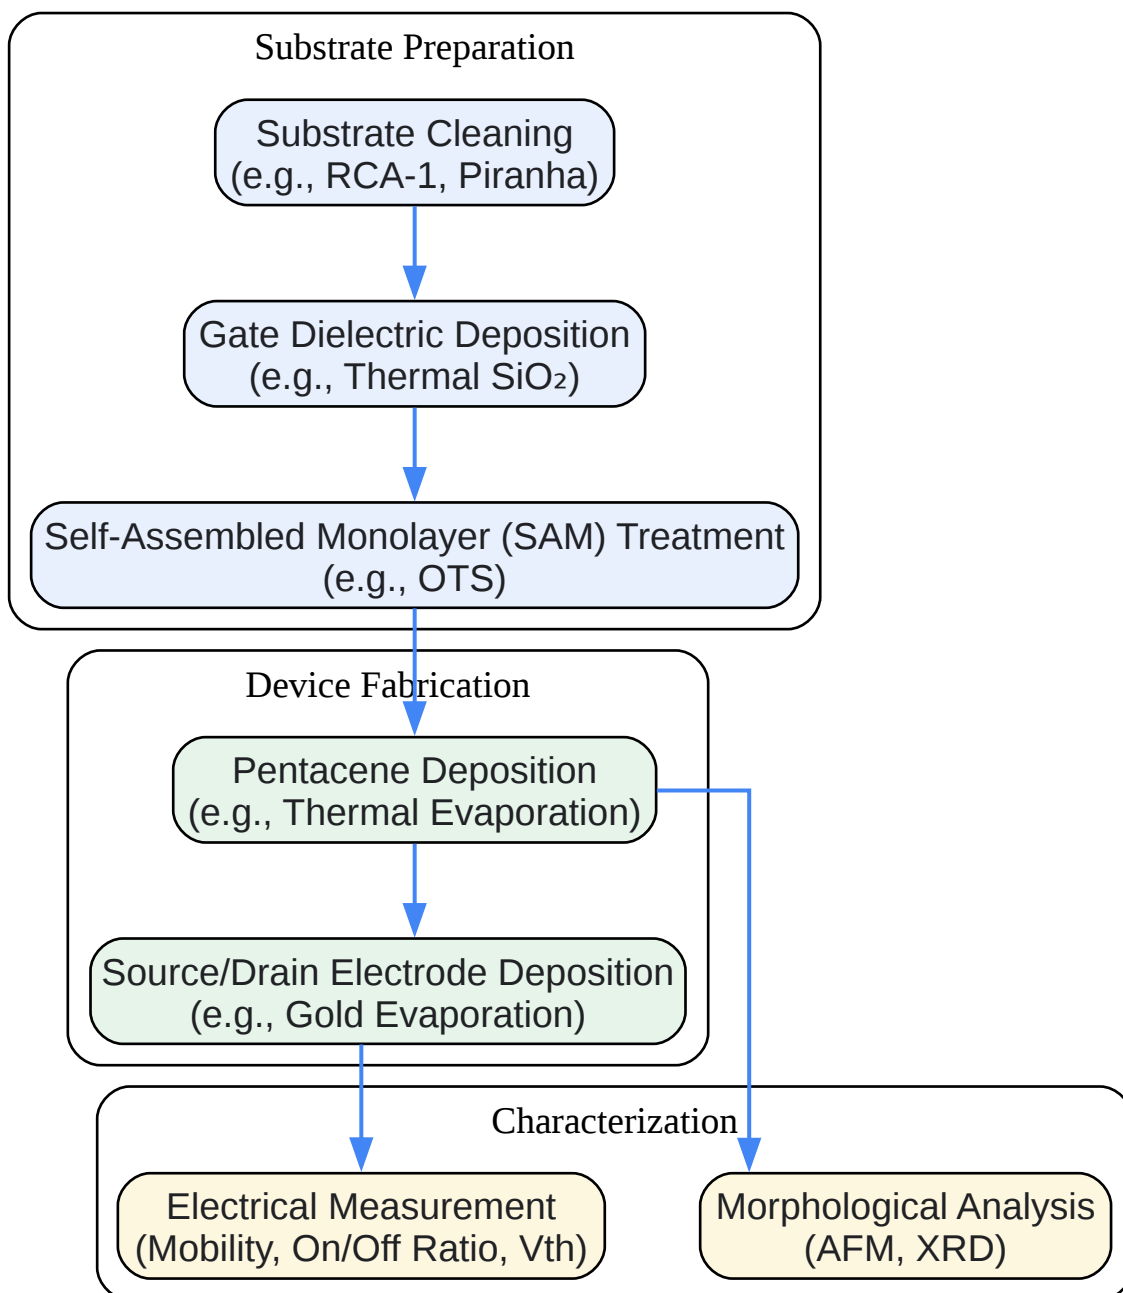 Substrate Preparation
Substrate Cleaning
(e.g., RCA-1, Piranha)
Gate Dielectric Deposition
(e.g., Thermal SiO₂)
Self-Assembled Monolayer (SAM) Treatment
(e.g., OTS)
Device Fabrication
Pentacene Deposition
(e.g., Thermal Evaporation)
Source/Drain Electrode Deposition
(e.g., Gold Evaporation)
Characterization
Electrical Measurement
(Mobility, On/Off Ratio, Vth)
Morphological Analysis
(AFM, XRD)